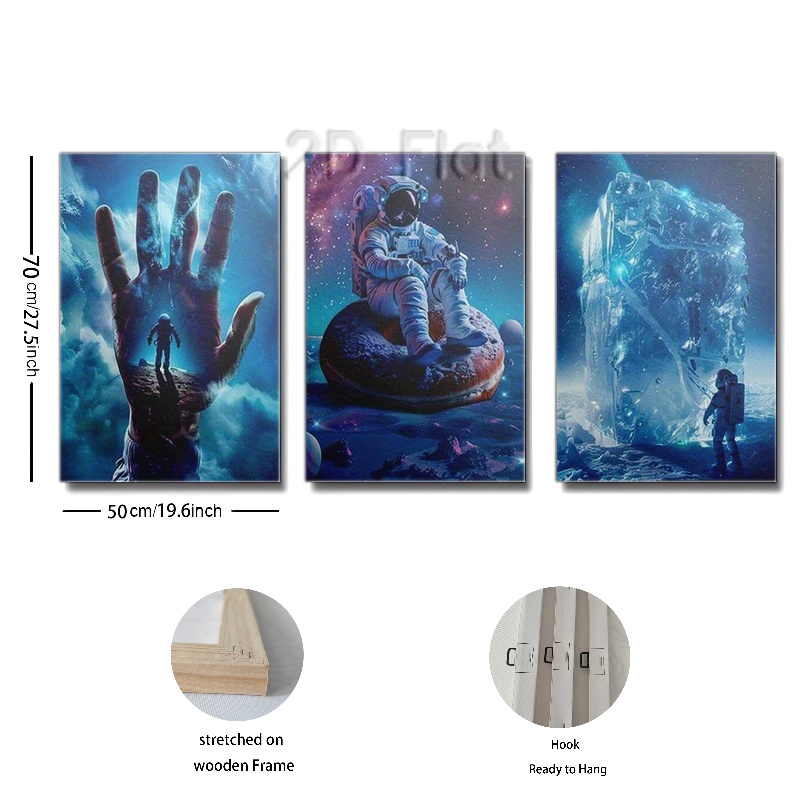 2D Flat
70 cm/27.5inch
50cm/19.6inch
stretched on
wooden Frame
Hook
Ready to Hang